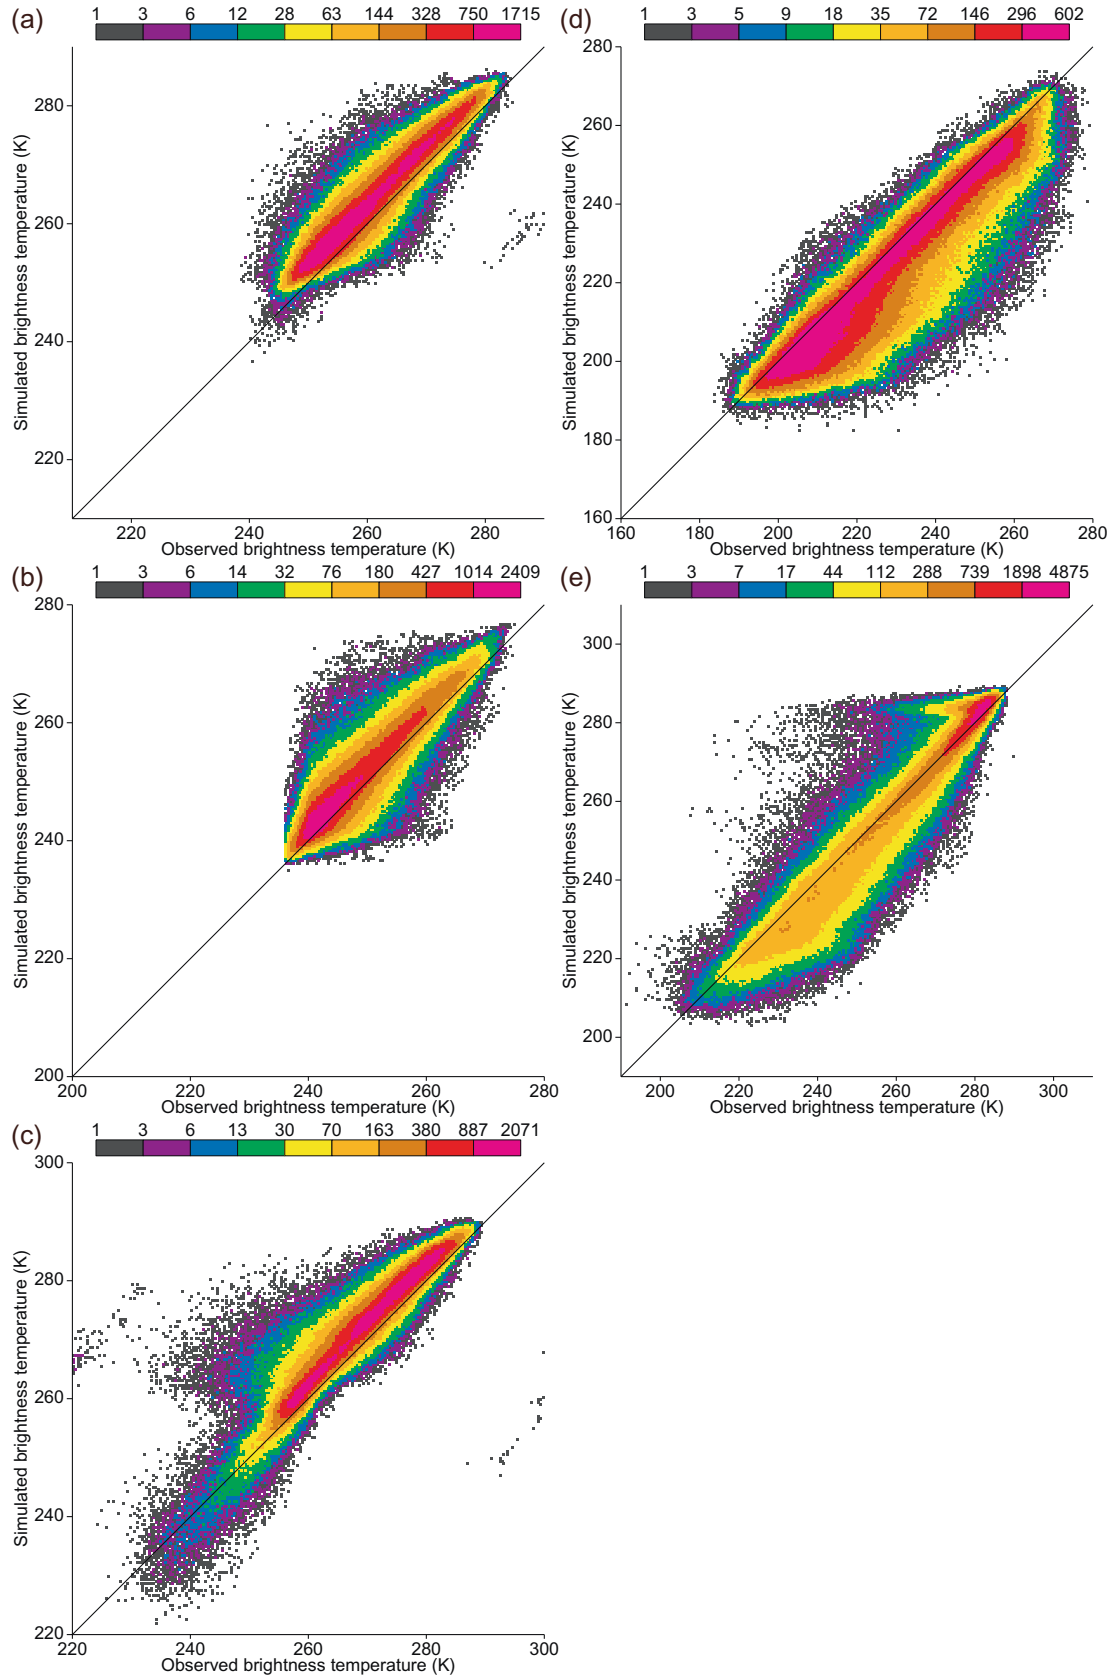 (a)
1 3 6 12 28 63 144 328 750 1715
Simulated brightness temperature (K)
280
260
240
220
220 240 260 280
Observed brightness temperature (K)
(d)
1 3 5 9 18 35 72 146 296 602
Simulated brightness temperature (K)
280
260
240
220
200
180
160
160 180 200 220 240 260 280
Observed brightness temperature (K)
(b)
1 3 6 14 32 76 180 427 1014 2409
Simulated brightness temperature (K)
280
260
240
220
200
200 220 240 260 280
Observed brightness temperature (K)
(e)
1 3 7 17 44 112 288 739 1898 4875
Simulated brightness temperature (K)
300
280
260
240
220
200
200 220 240 260 280 300
Observed brightness temperature (K)
(c)
1 3 6 13 30 70 163 380 887 2071
Simulated brightness temperature (K)
300
280
260
240
220
220 240 260 280 300
Observed brightness temperature (K)